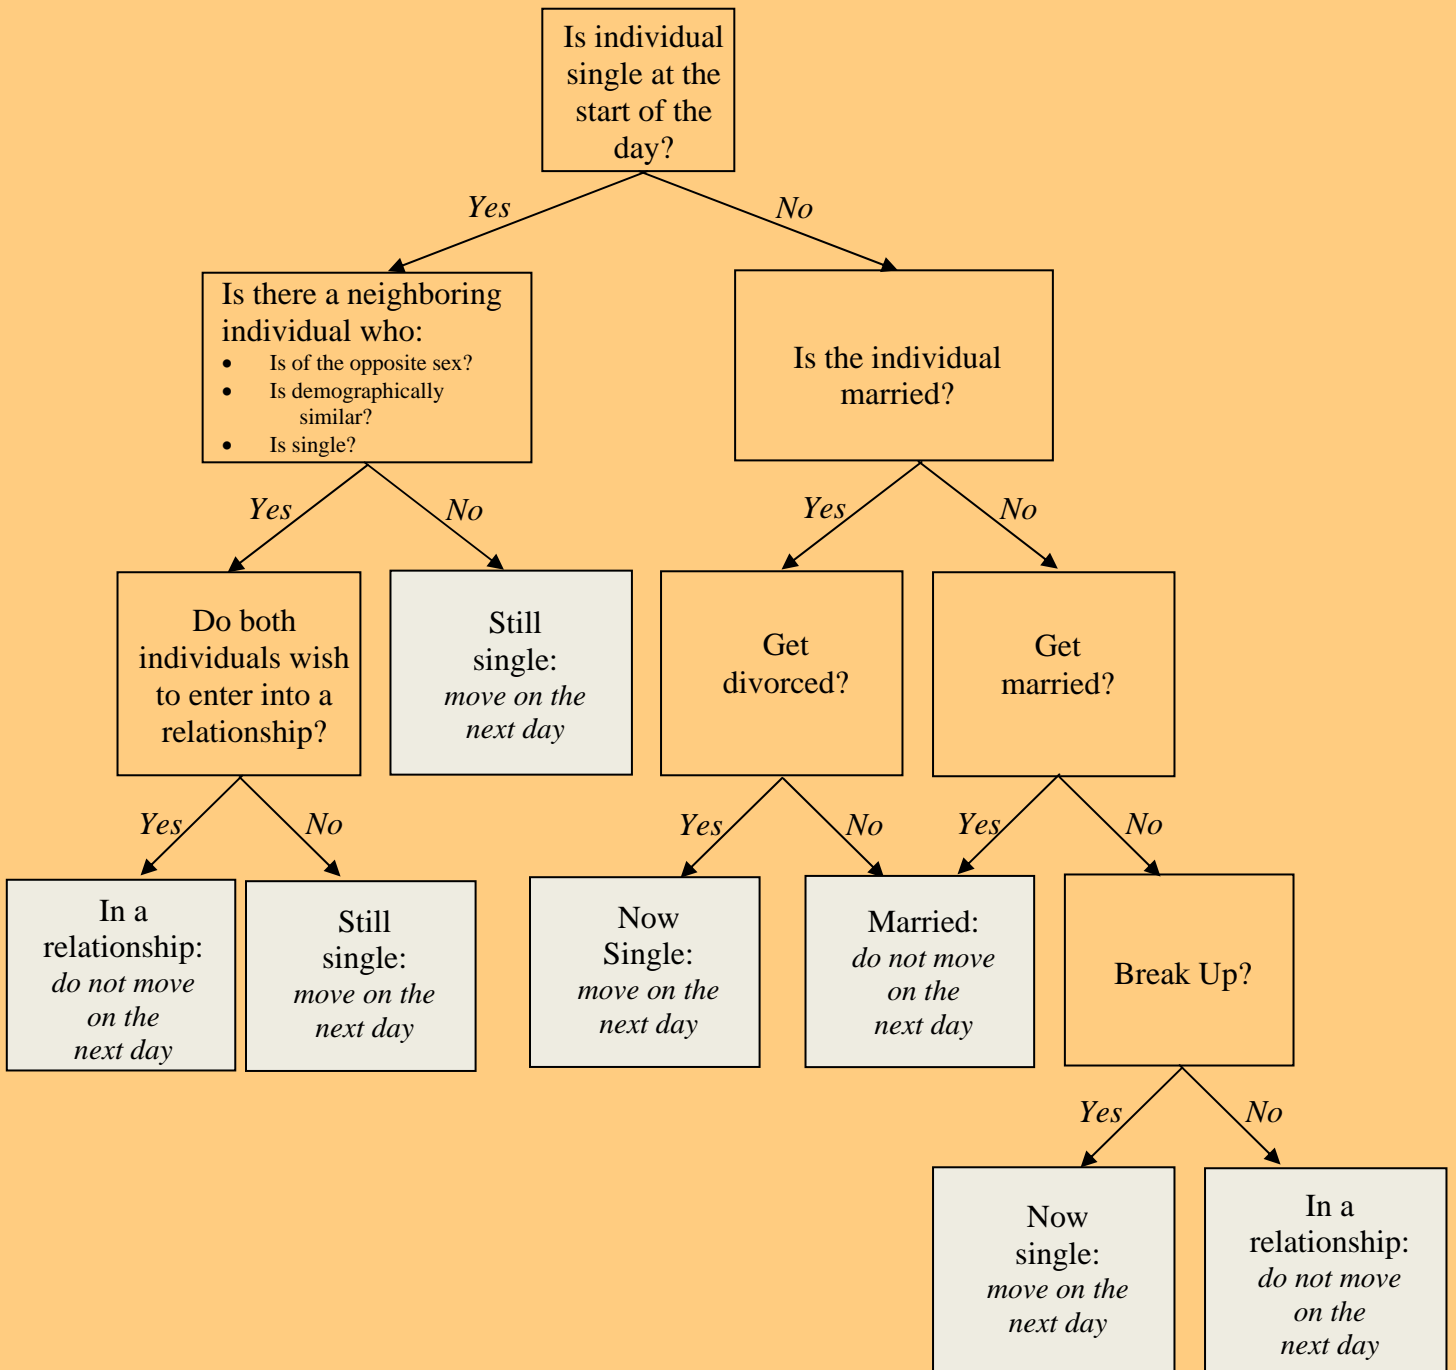 Is individual
single at the
start of the
day?
Yes
No
Is there a neighboring
individual who:
• Is of the opposite sex?
• Is demographically
similar?
• Is single?
Is the individual
married?
Yes
No
Yes
No
Do both
individuals wish
to enter into a
relationship?
Still
single:
move on the
next day
Get
divorced?
Get
married?
Yes
No
Yes
No
Yes
No
In a
relationship:
do not move
on the
next day
Still
single:
move on the
next day
Now
Single:
move on the
next day
Married:
do not move
on the
next day
Break Up?
Yes
No
Now
single:
move on the
next day
In a
relationship:
do not move
on the
next day